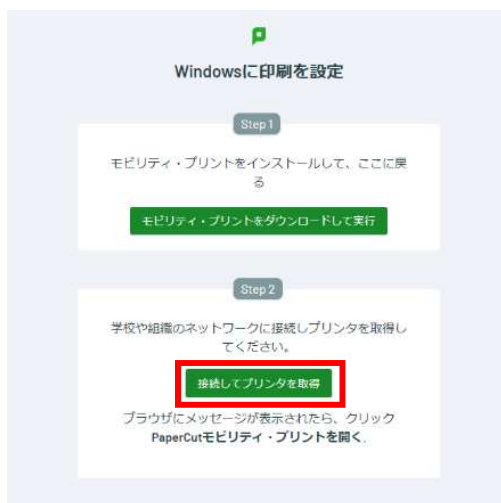 Windowsに印刷を設定
Step 1
モビリティ・プリントをインストールして、ここに戻
る
モビリティ・プリントをダウンロードして実行
Step 2
学校や組織のネットワークに接続しプリンタを取得し
てください。
接続してプリンタを取得
ブラウザにメッセージが表示されたら、クリック
PaperCutモビリティ・プリントを開く.